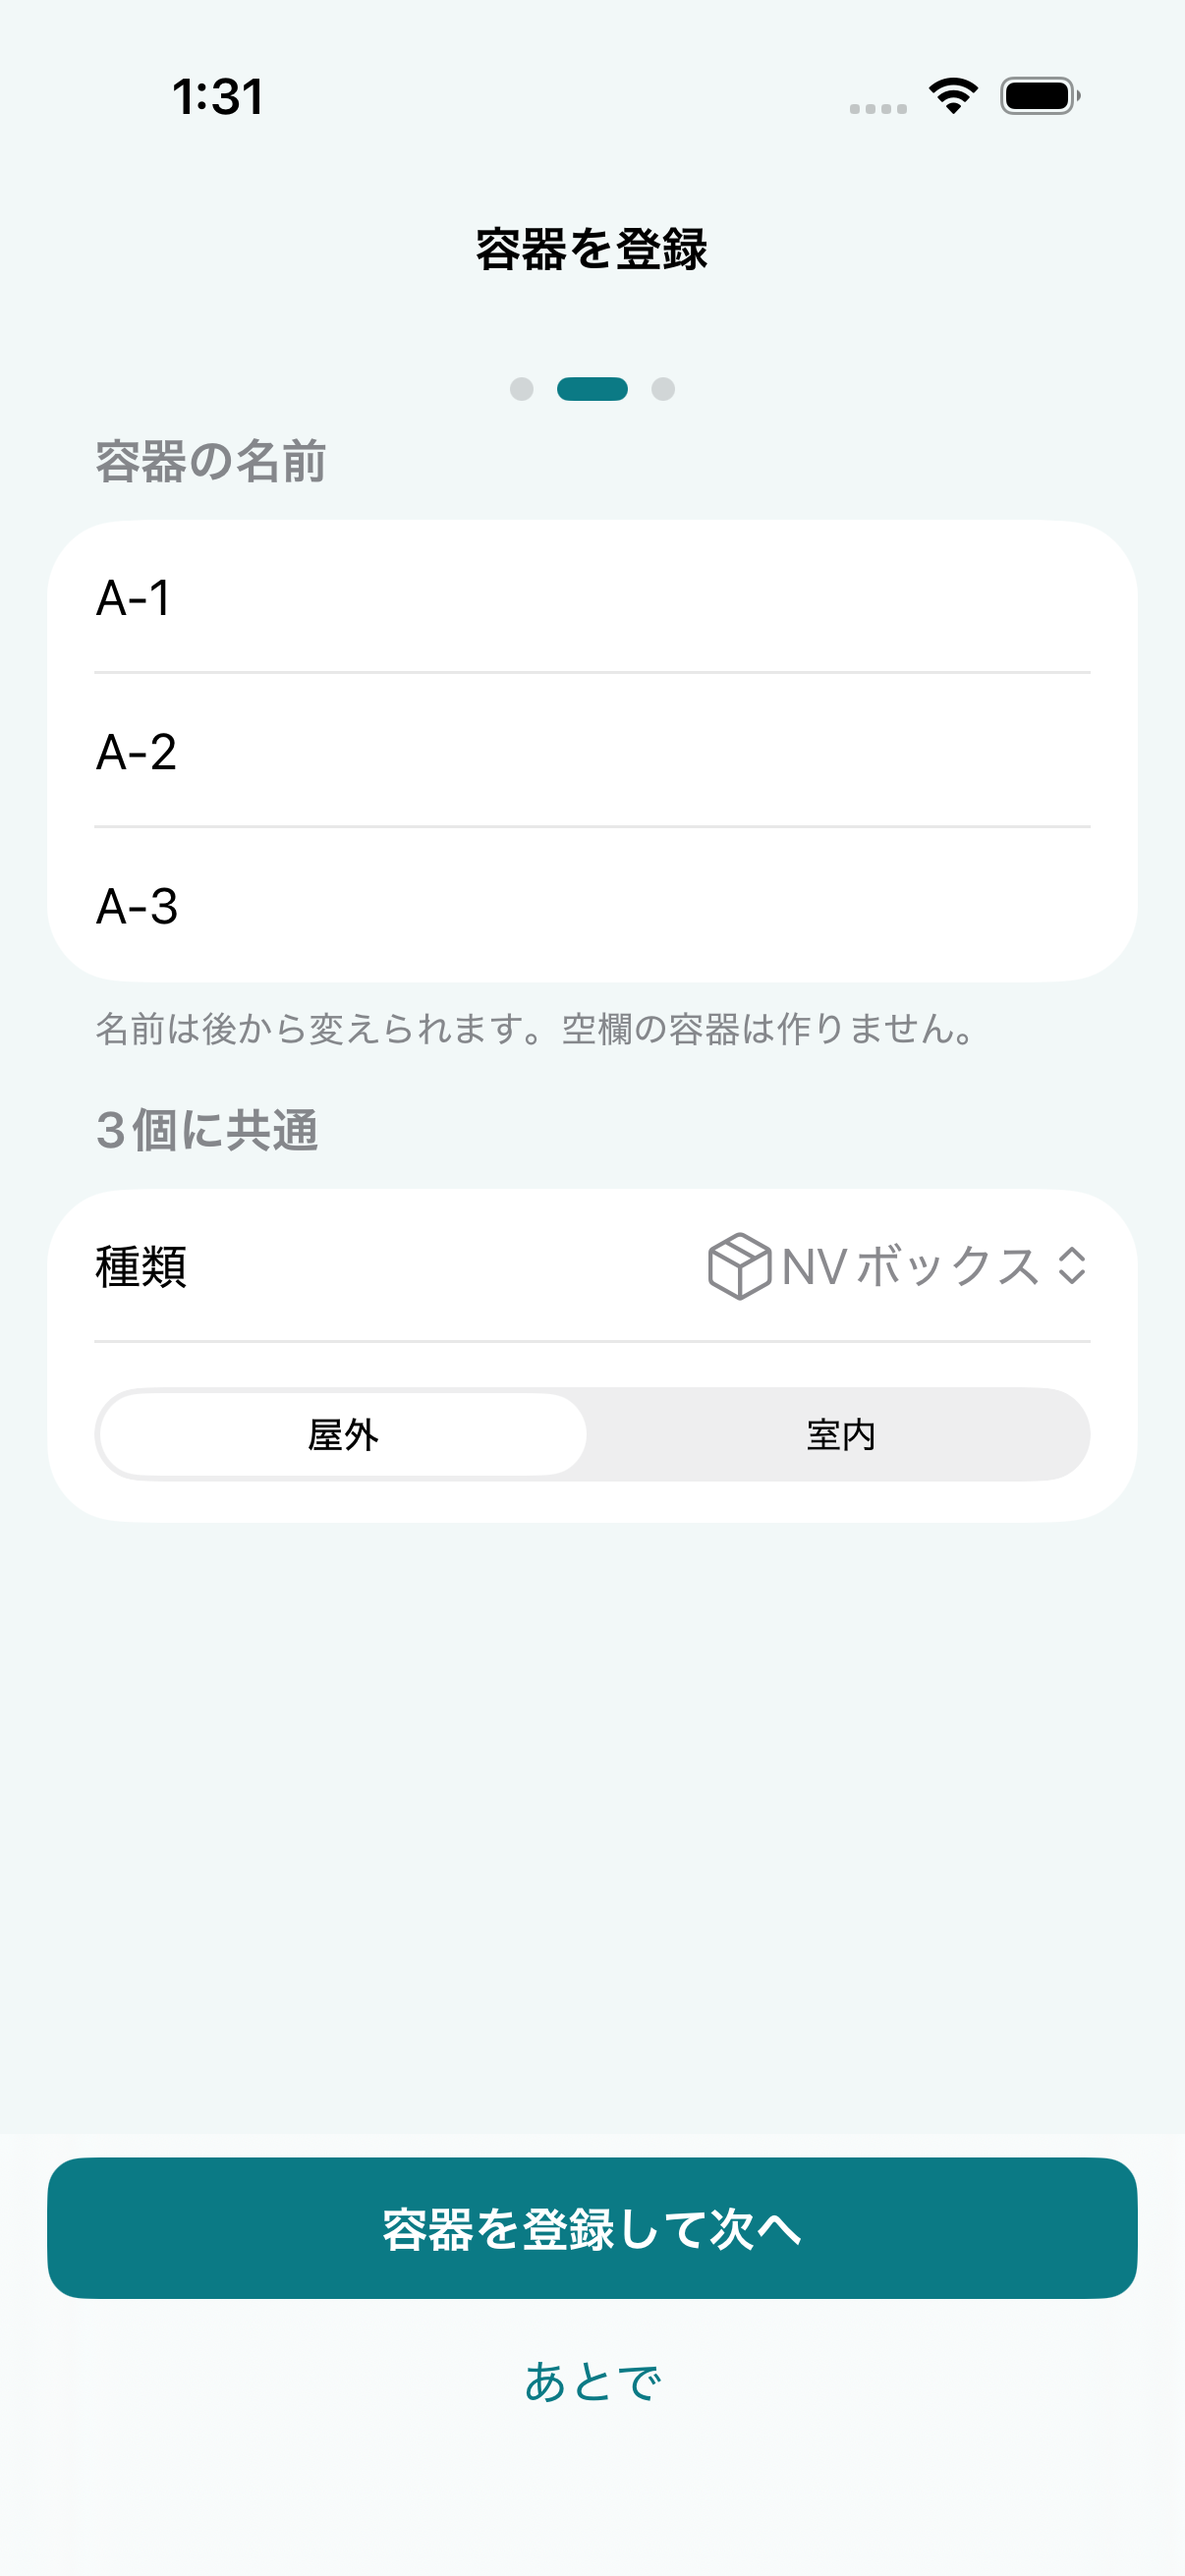 1:31
容器を登録
容器の名前
A-1
A-2
A-3
名前は後から変えられます。空欄の容器は作りません。
3個に共通
種類 NVボックス
屋外 室内
容器を登録して次へ
あとで